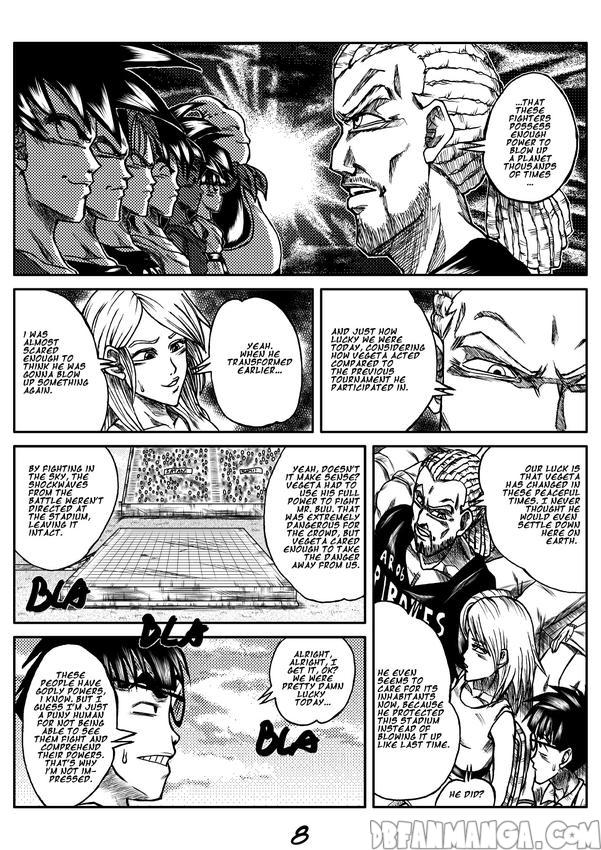 ...THAT
THESE
FIGHTERS
POSSESS
ENOUGH
POWER TO
BLOW UP
A PLANET
THOUSANDS
OF TIMES
...
AND JUST HOW
LUCKY WE WERE
TODAY, CONSIDERING
HOW VEGETA ACTED
COMPARED TO
THE PREVIOUS
TOURNAMENT HE
PARTICIPATED IN.
YEAH.
WHEN HE
TRANSFORMED
EARLIER...
I WAS
ALMOST
SCARED
ENOUGH TO
THINK HE WAS
GONNA BLOW
UP SOMETHING
AGAIN.
OUR LUCK IS
THAT VEGETA
HAS CHANGED IN
THESE PEACEFUL
TIMES. I NEVER
THOUGHT HE
WOULD EVEN
SETTLE DOWN
HERE ON
EARTH.
PIRATES
HE EVEN
SEEMS TO
CARE FOR ITS
INHABITANTS
NOW, BECAUSE
HE PROTECTED
THIS STADIUM
INSTEAD OF
BLOWING IT UP
LIKE LAST TIME.
HE DID?
YEAH, DOESN'T
IT MAKE SENSE?
VEGETA HAD TO
USE HIS FULL
POWER TO FIGHT
MR. BUU. THAT
WAS EXTREMELY
DANGEROUS FOR
THE CROWD, BUT
VEGETA CARED
ENOUGH TO TAKE
THE DANGER
AWAY FROM US.
BY FIGHTING IN
THE SKY, THE
SHOCKWAVES
FROM THE
BATTLE WEREN'T
DIRECTED AT
THE STADIUM,
LEAVING IT
INTACT.
BLA
BLA
BLA
ALRIGHT,
ALRIGHT, I
GET IT, OK?
WE WERE
PRETTY DAMN
LUCKY
TODAY...
THESE
PEOPLE HAVE
GODLY POWERS,
I KNOW. BUT I
GUESS I'M JUST
A PUNY HUMAN
FOR NOT BEING
ABLE TO SEE
THEM FIGHT AND
COMPREHEND
THEIR POWERS.
THAT'S WHY
I'M NOT IM-
PRESSED.
8
DBFANMANGA.COM